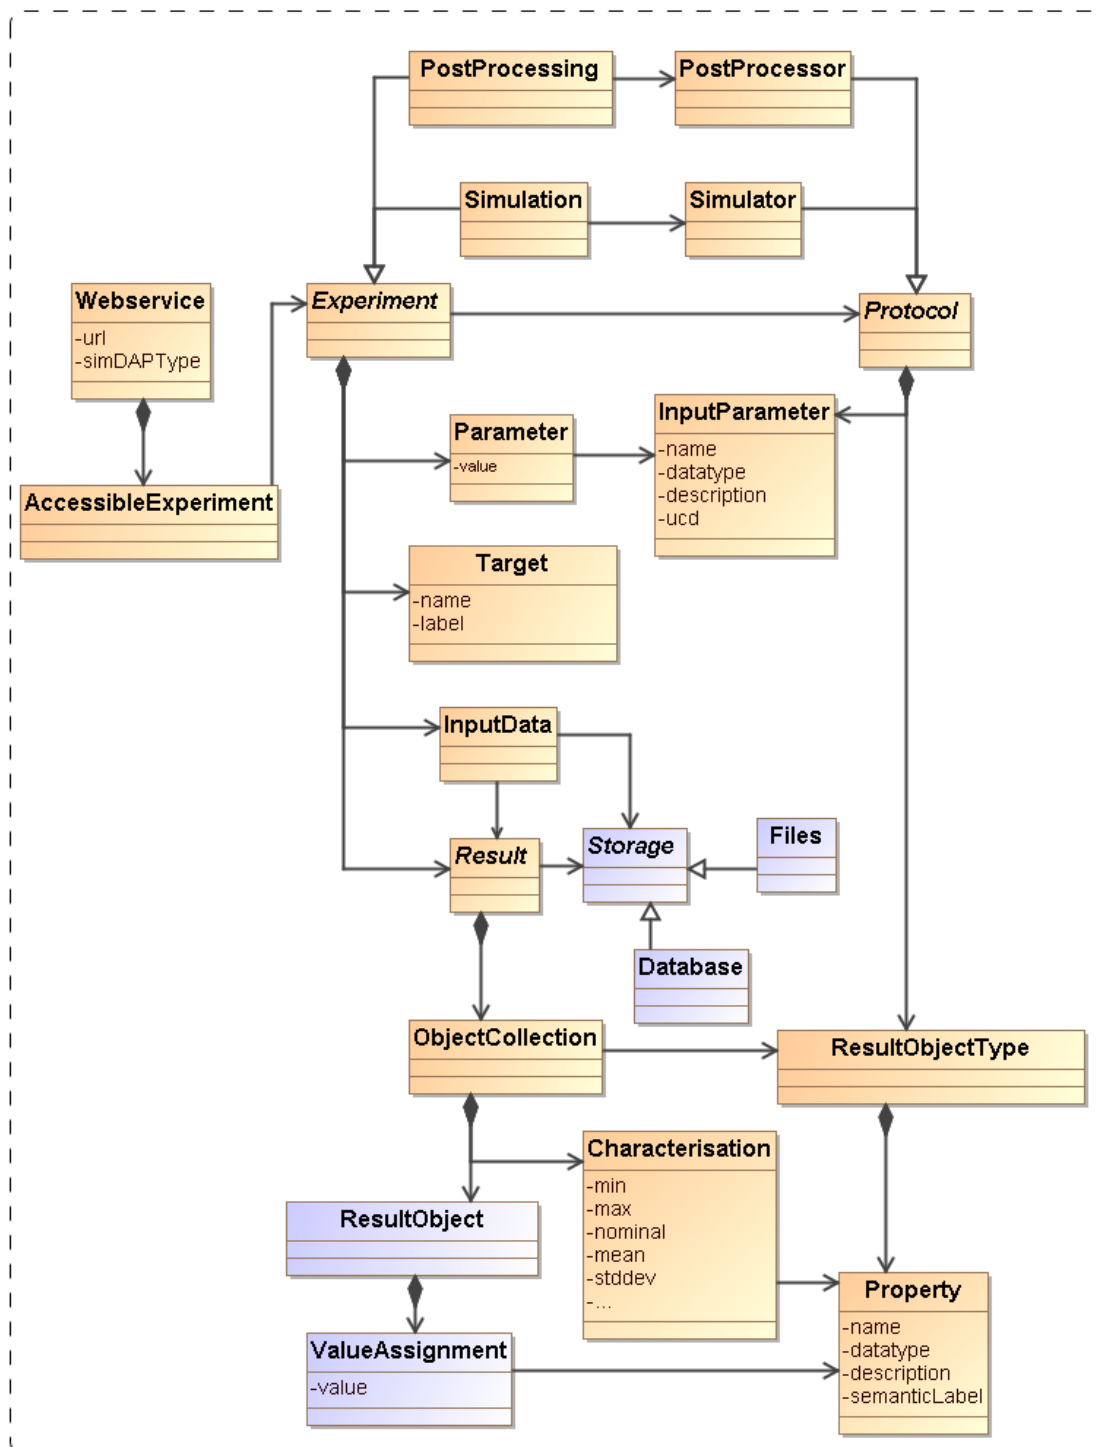 PostProcessing
PostProcessor
Simulation
Simulator
Webservice
-url
-simDAPType
Experiment
Protocol
Parameter
-value
InputParameter
-name
-datatype
-description
-ucd
AccessibleExperiment
Target
-name
-label
InputData
Result
Storage
Files
Database
ObjectCollection
ResultObjectType
Characterisation
-min
-max
-nominal
-mean
-stddev
-...
ResultObject
Property
-name
-datatype
-description
-semanticLabel
ValueAssignment
-value